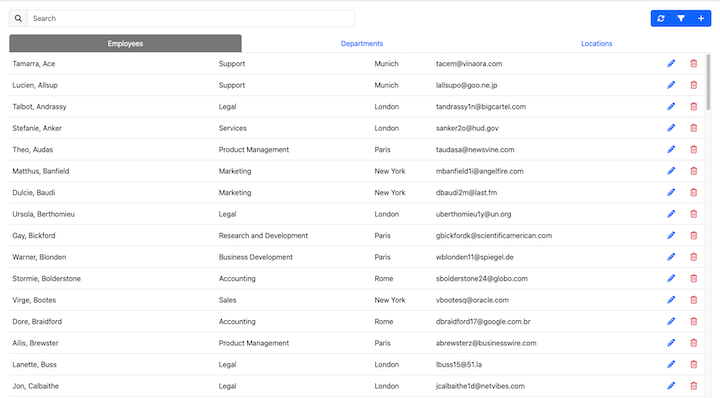 Search
Employees Departments Locations
Tamarra, Ace Support Munich tacem@vinaora.com
Lucien, Allsup Support Munich lallsupo@goo.ne.jp
Talbot, Andrassy Legal London tandrassy1n@bigcartel.com
Stefanie, Anker Services London sanker2o@hud.gov
Theo, Audas Product Management Paris taudasa@newsvine.com
Matthus, Banfield Marketing New York mbanfield1i@angelfire.com
Dulcie, Baudi Marketing New York dbaudi2m@last.fm
Ursola, Berthomieu Legal London uberthomieu1y@un.org
Gay, Bickford Research and Development Paris gbickfordk@scientificamerican.com
Warner, Blonden Business Development Paris wblonden11@spiegel.de
Stormie, Bolderstone Accounting Rome sbolderstone24@globo.com
Virge, Bootes Sales New York vbootesq@oracle.com
Dore, Braidford Accounting Rome dbraidford17@google.com.br
Ailis, Brewster Product Management Paris abrewsterz@businesswire.com
Lanette, Buss Legal London lbuss15@51.la
Jon, Calbaithe Legal London jcalbaithe1d@netvibes.com